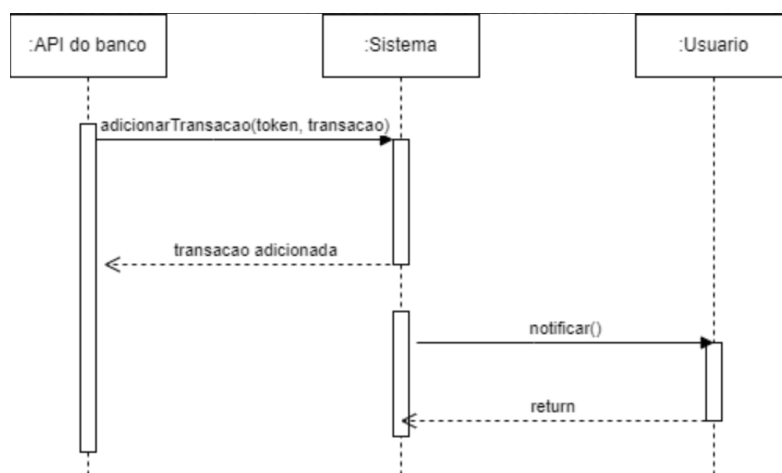 :API do banco
:Sistema
:Usuario
adicionarTransacao(token, transacao)
transacao adicionada
notificar()
return